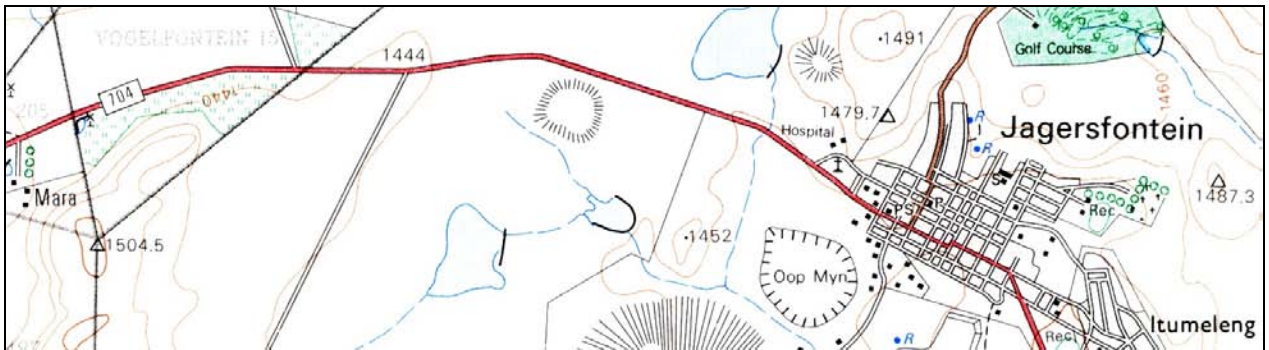 VOGELFONTEIN 15
1444
1491
Golf Course
704
1440
1460
1479.7
R
Hospital
Jagersfontein
R
Mara
S
1487.3
PS
P
Rec
1504.5
1452
Oop Myn
Itumeleng
R
Rec